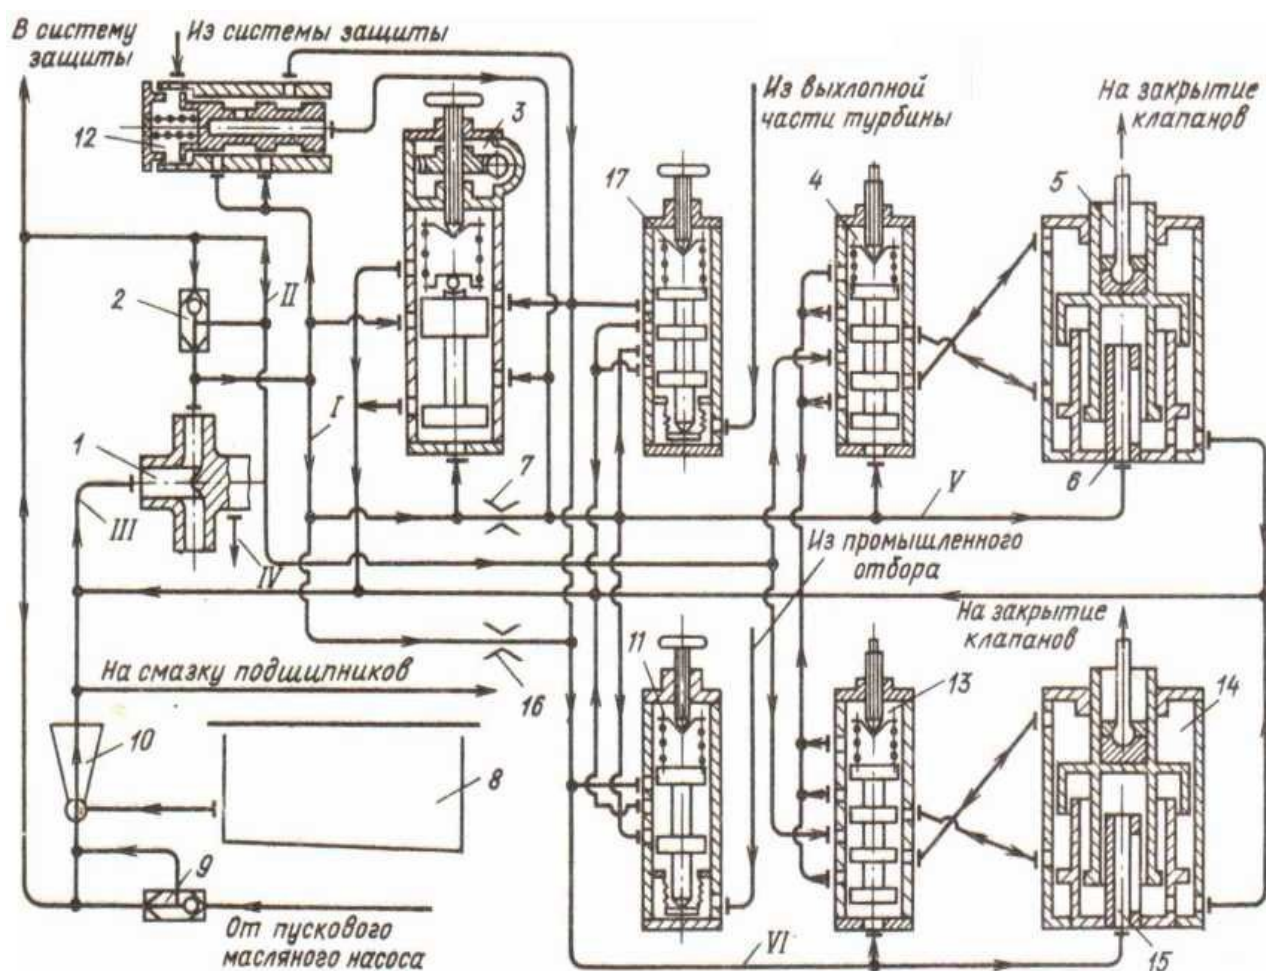 В систему
защиты
Из системы защиты
12
3
Из выхлопной
части турбины
На закрытие
клапанов
17
4
5
2
II
1
I
7
6
V
III
IV
Из промышленного
отбора
На закрытие
клапанов
На смазку подшипников
16
11
13
14
10
8
9
От пускового
масляного насоса
VI
15